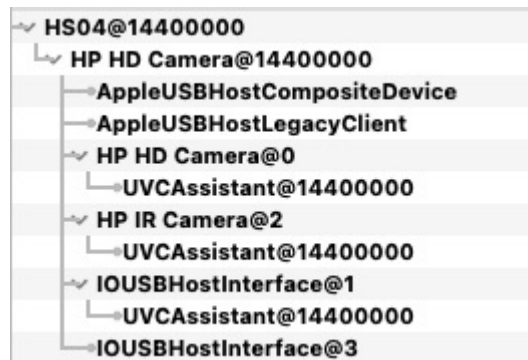 HS04@14400000
HP HD Camera@14400000
AppleUSBHostCompositeDevice
AppleUSBHostLegacyClient
HP HD Camera@0
UVCAssistant@14400000
HP IR Camera@2
UVCAssistant@14400000
IOUSBHostInterface@1
UVCAssistant@14400000
IOUSBHostInterface@3